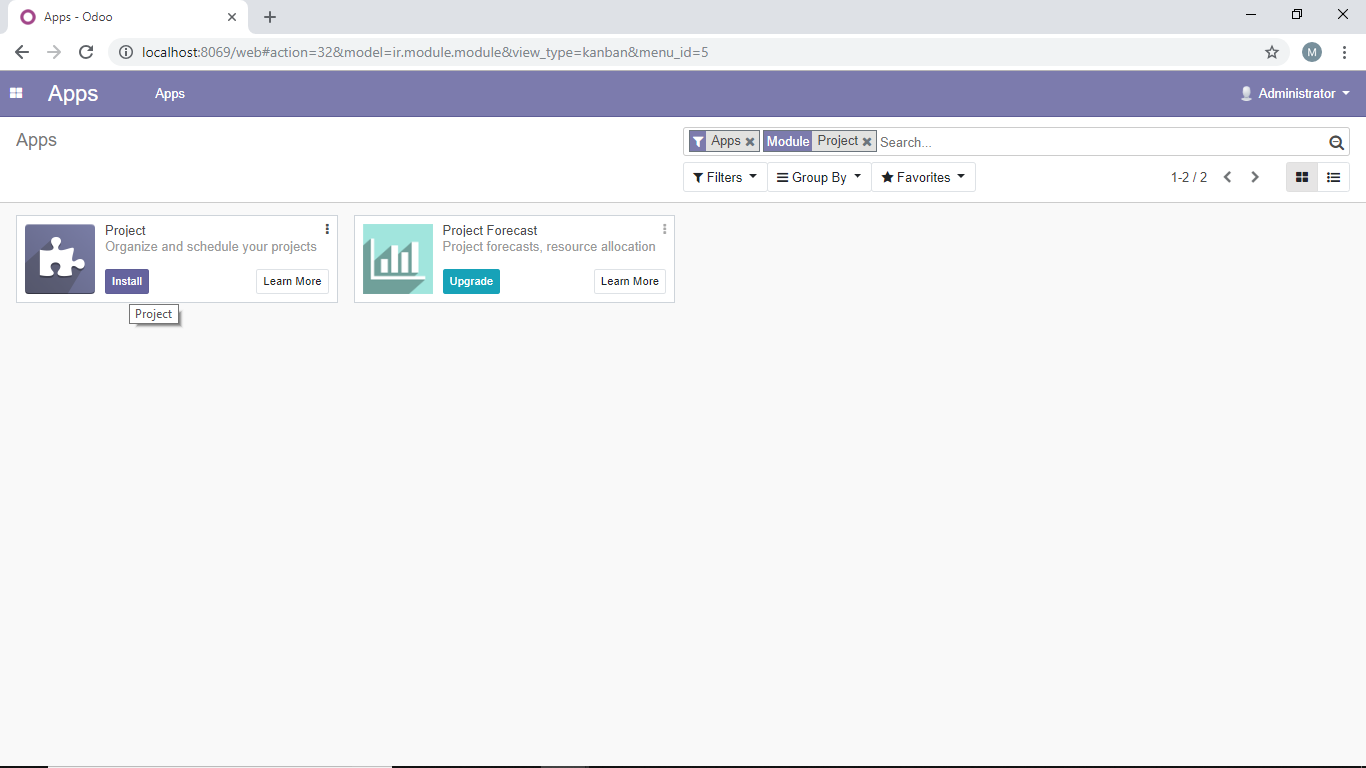 Apps - Odoo
localhost:8069/web#action=32&model=ir.module.module&view_type=kanban&menu_id=5
M
Apps
Apps
Administrator
Apps
Apps
Module Project
Search...
Filters
Group By
Favorites
1-2 / 2
Project
Organize and schedule your projects
Install
Learn More
Project
Project Forecast
Project forecasts, resource allocation
Upgrade
Learn More